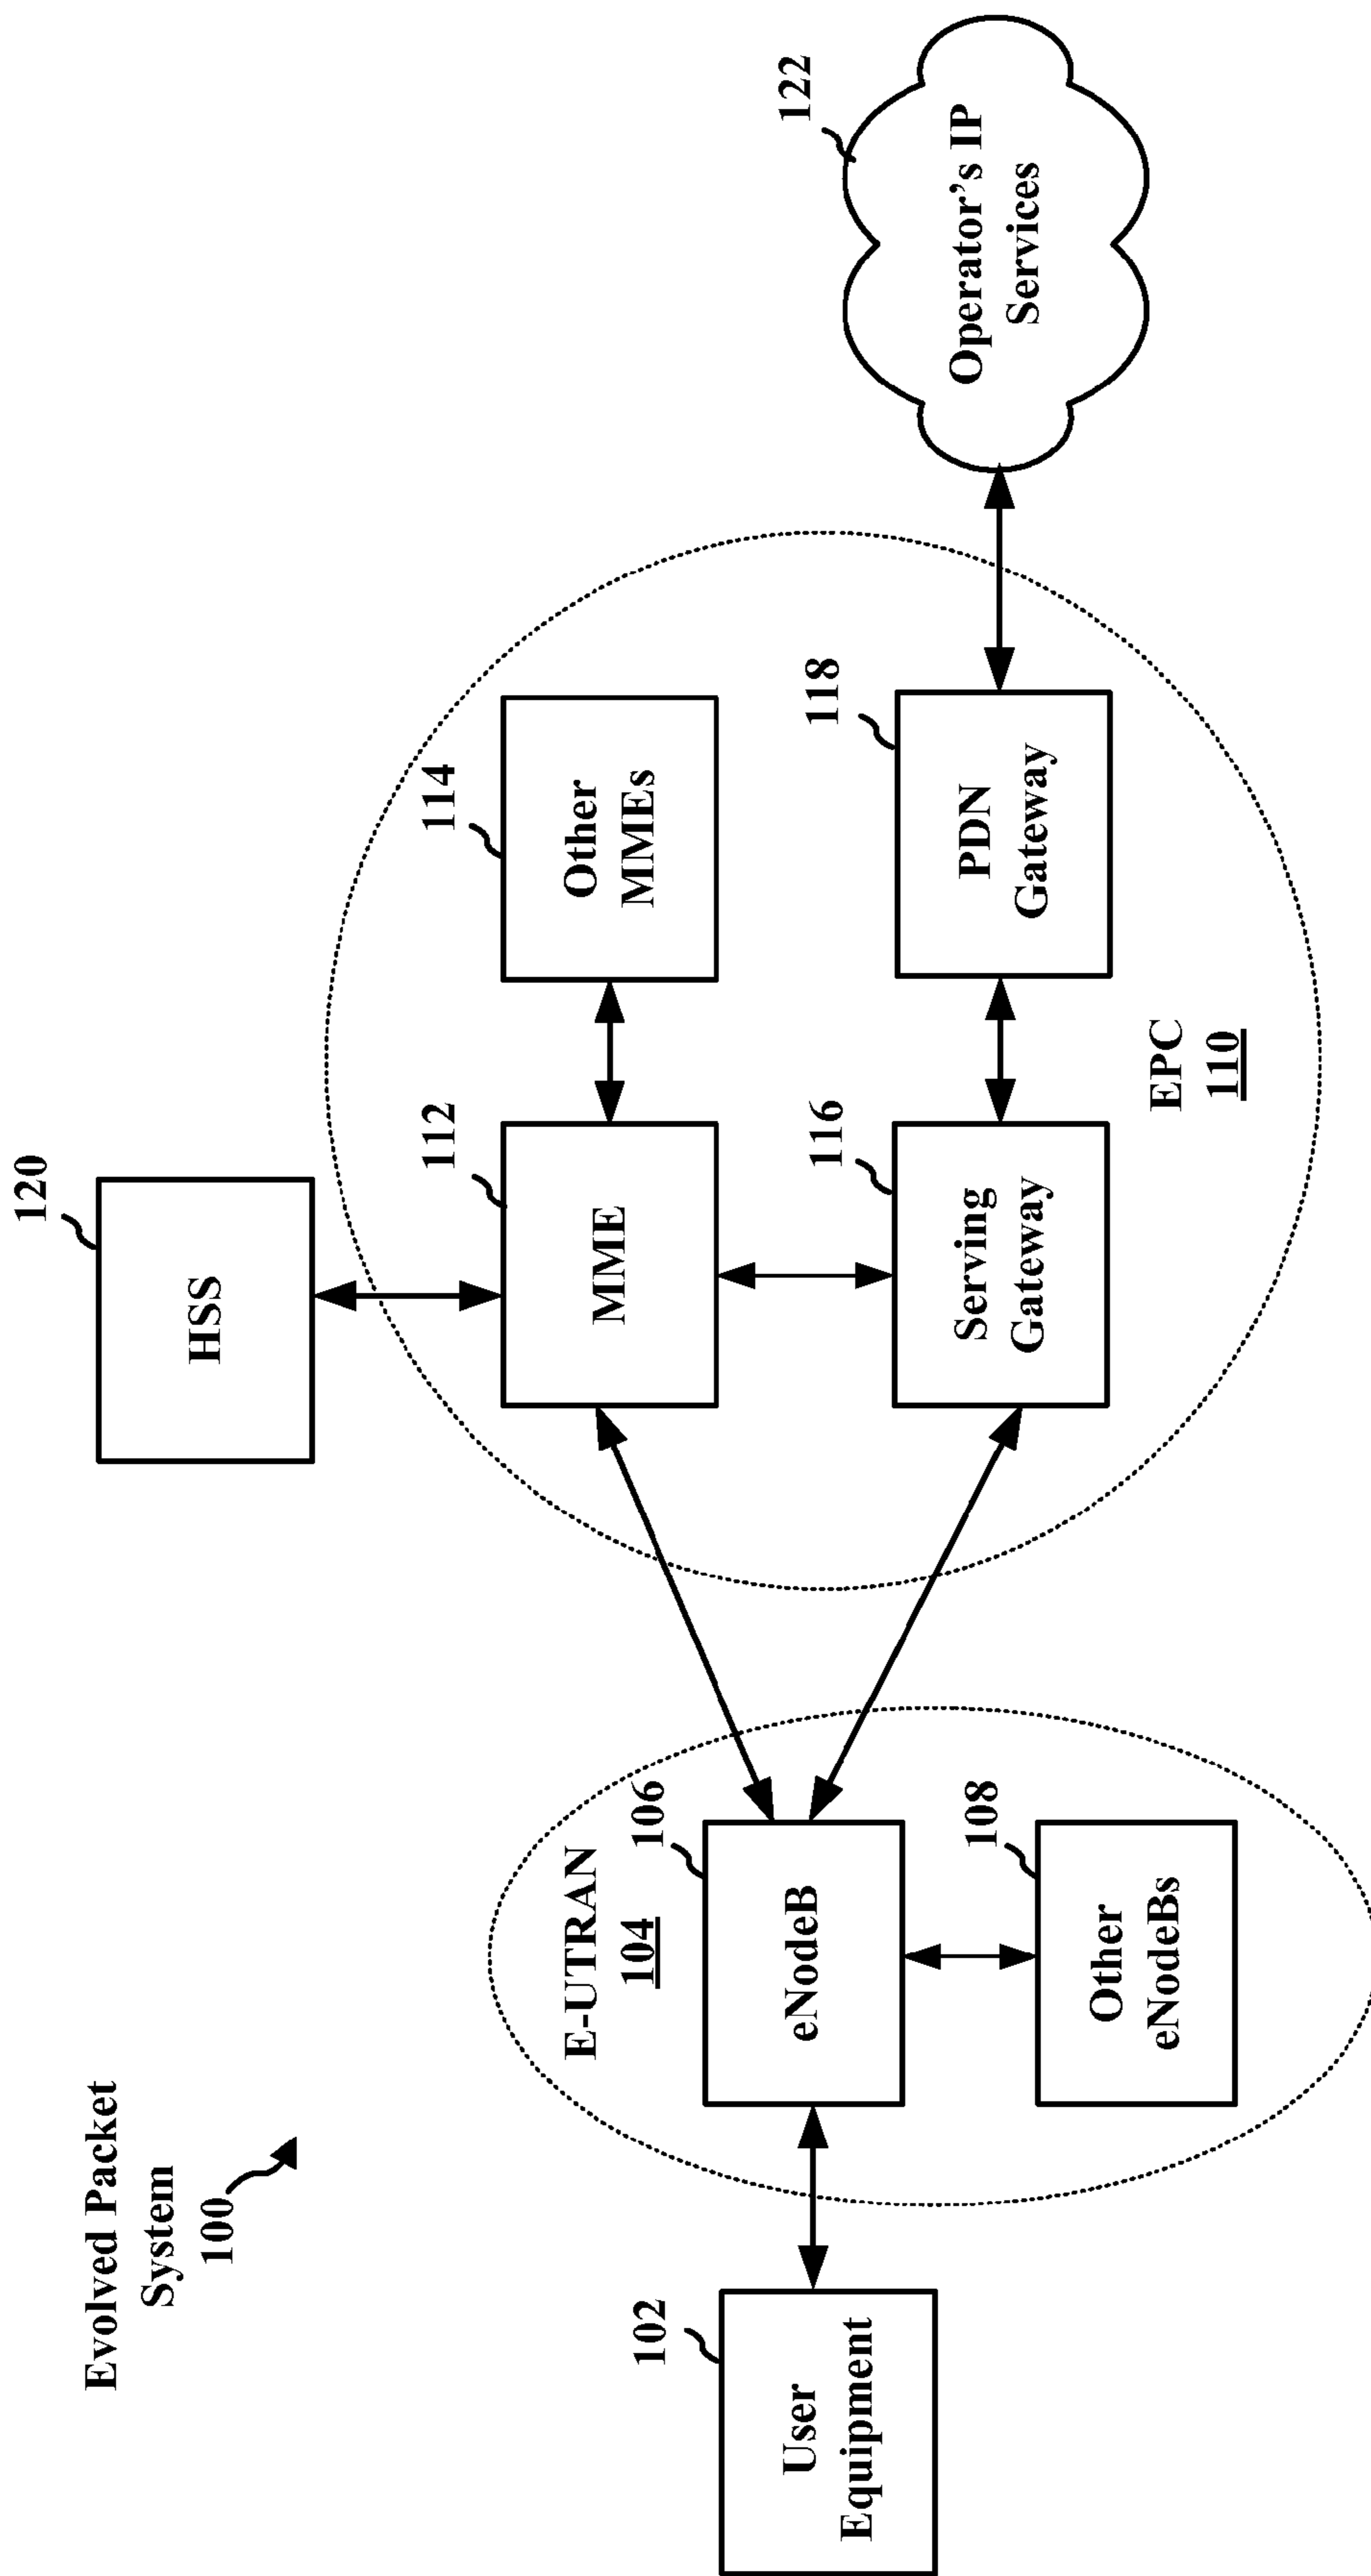 Evolved Packet
System
100
102
User
Equipment
E-UTRAN
104
106
eNodeB
108
Other
eNodeBs
120
HSS
112
MME
114
Other
MMEs
116
Serving
Gateway
118
PDN
Gateway
EPC
110
122
Operator's IP
Services